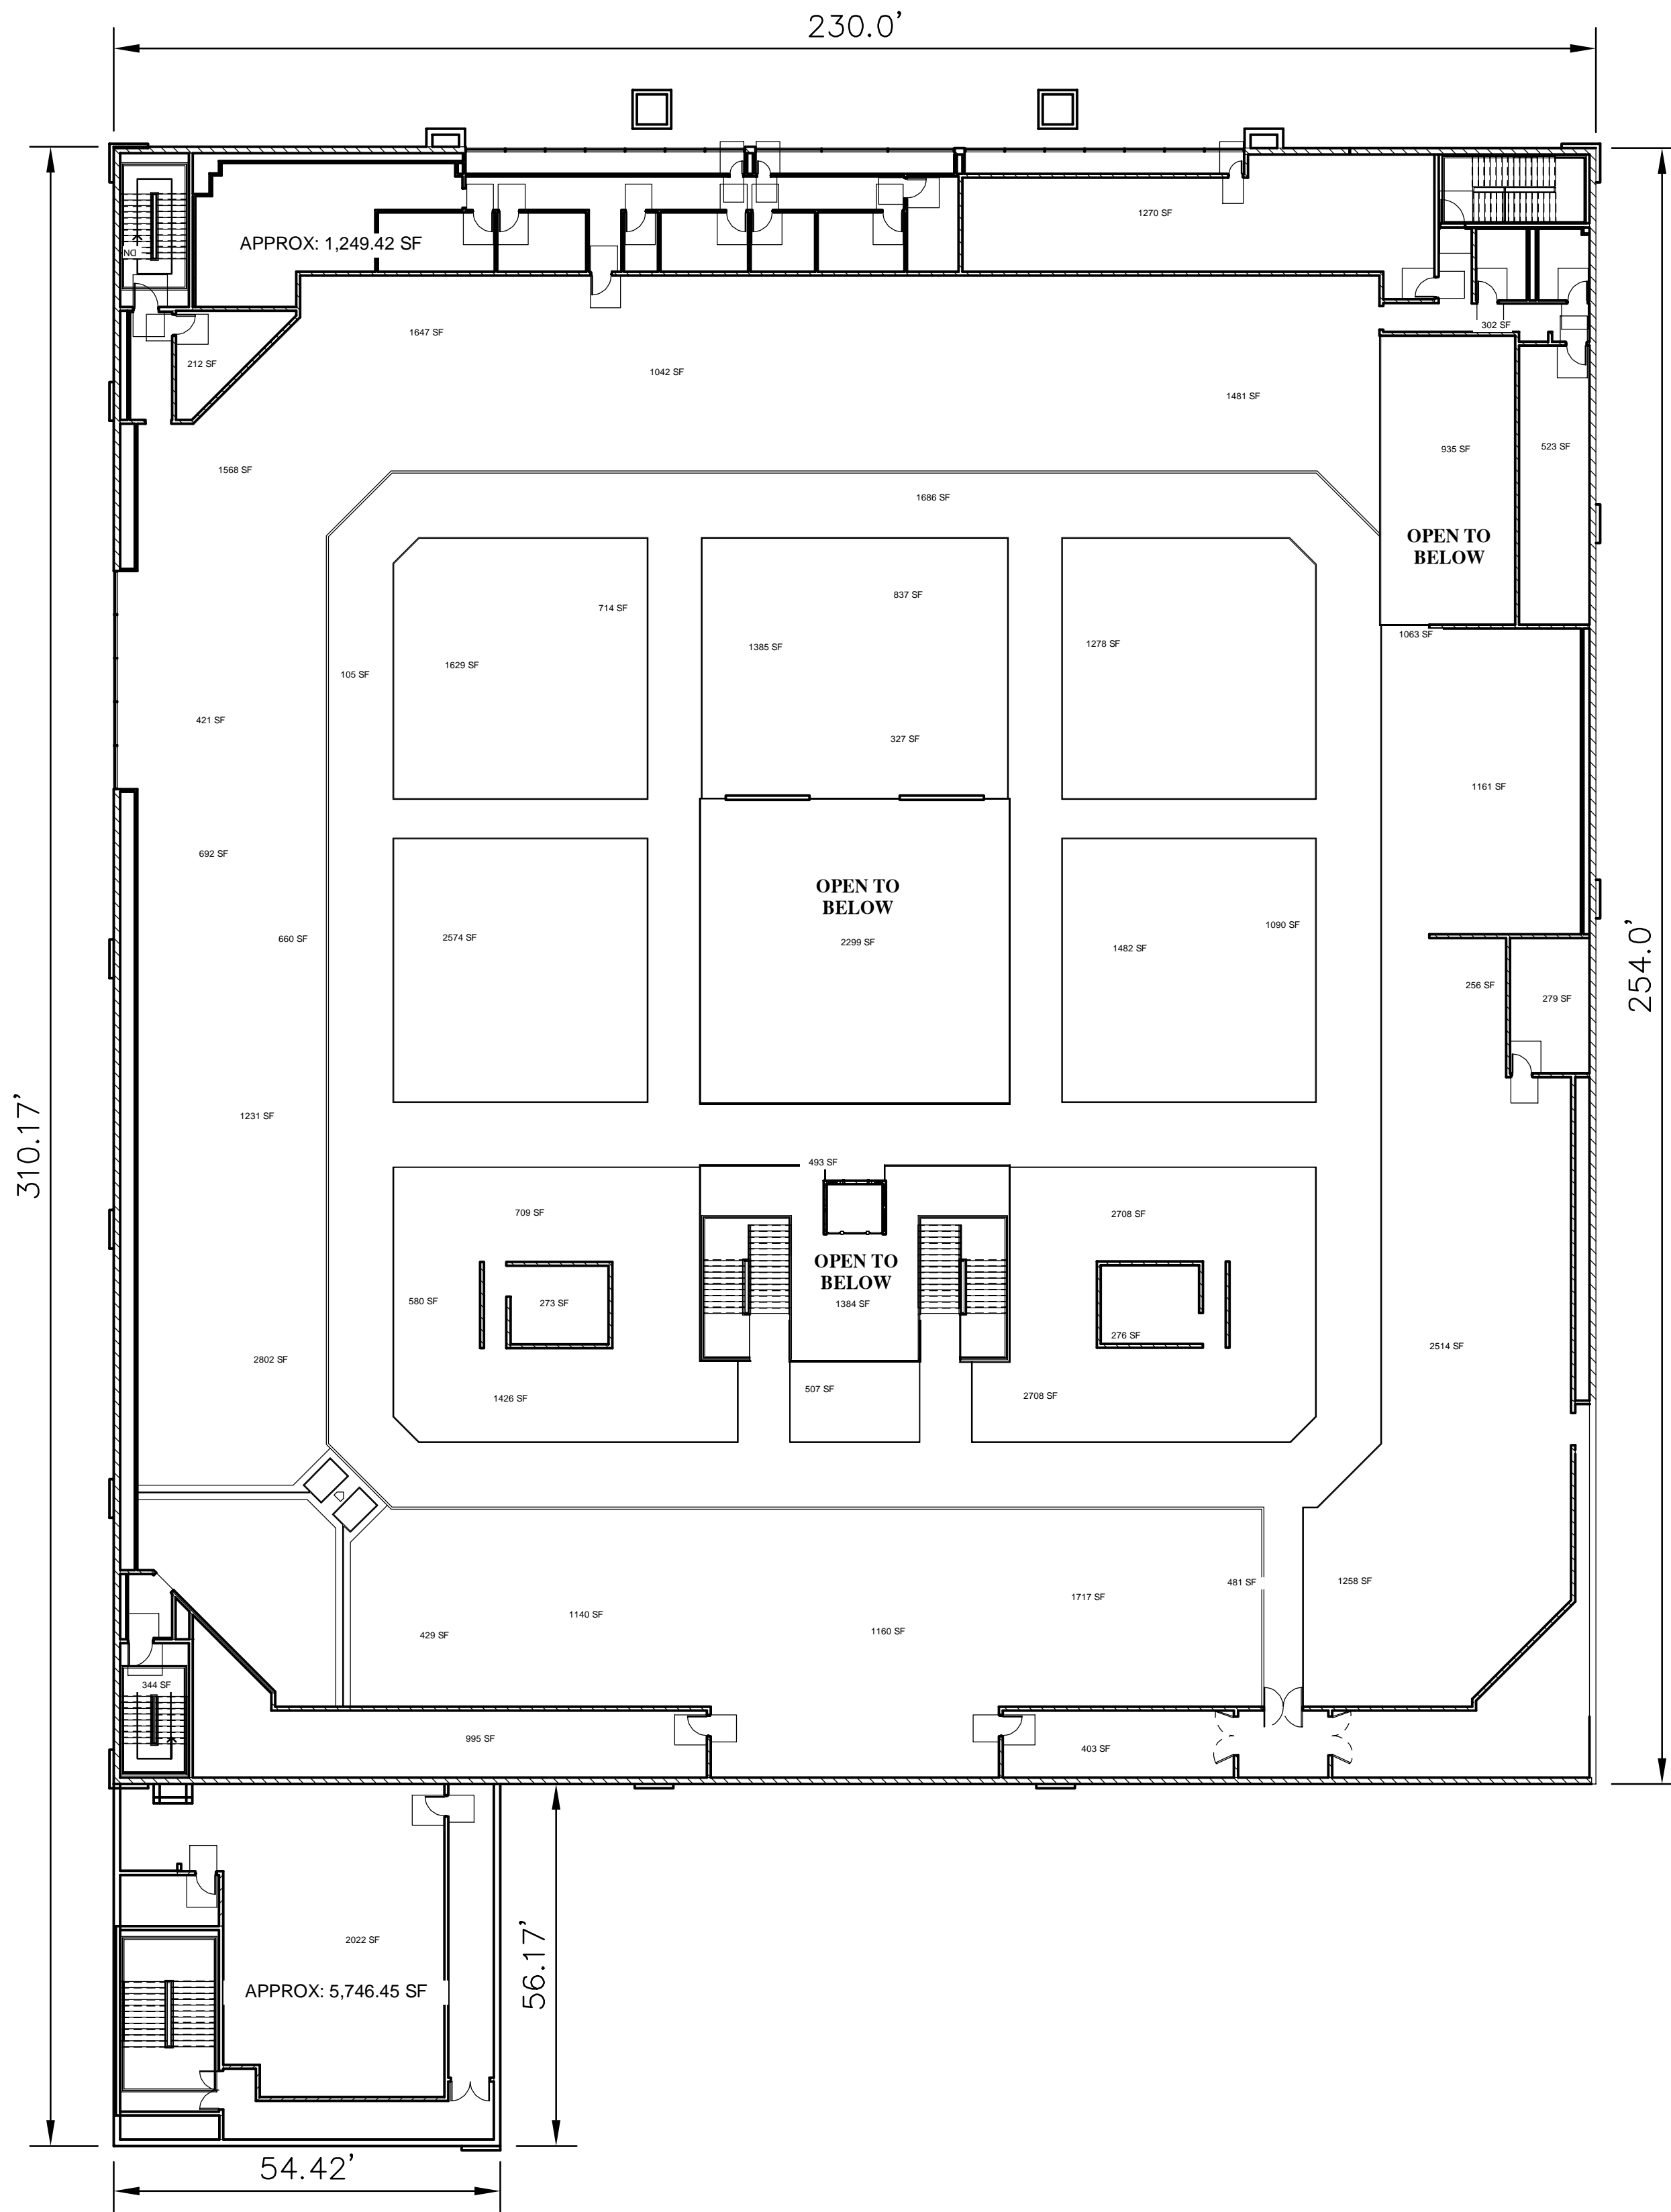 230.0'
1270 SF
APPROX: 1,249.42 SF
DN
302 SF
1647 SF
212 SF
1042 SF
1481 SF
935 SF
523 SF
1568 SF
1686 SF
OPEN TO
BELOW
837 SF
714 SF
1063 SF
1385 SF
1278 SF
1629 SF
105 SF
421 SF
327 SF
1161 SF
692 SF
OPEN TO
BELOW
1090 SF
660 SF
2574 SF
2299 SF
1482 SF
254.0'
256 SF
279 SF
310.17'
1231 SF
493 SF
709 SF
2708 SF
OPEN TO
BELOW
580 SF
273 SF
1384 SF
276 SF
2514 SF
2802 SF
507 SF
1426 SF
2708 SF
481 SF
1258 SF
1717 SF
1140 SF
1160 SF
429 SF
344 SF
995 SF
403 SF
2022 SF
56.17'
APPROX: 5,746.45 SF
54.42'